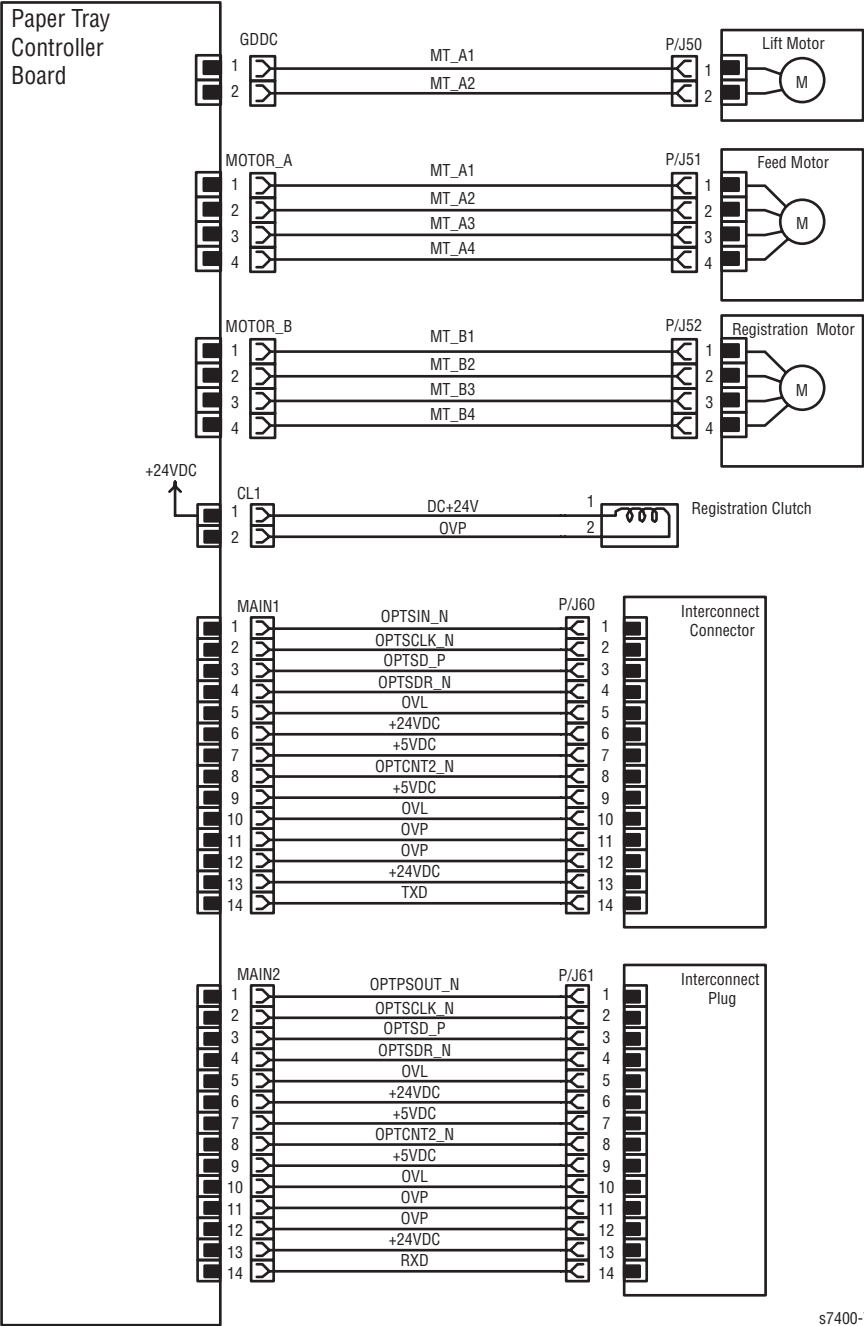 Paper Tray
Controller
Board
GDDC
P/J50
Lift Motor
1 MT_A1 1
2 MT_A2 2
M
MOTOR_A
P/J51
Feed Motor
1 MT_A1 1
2 MT_A2 2
3 MT_A3 3
4 MT_A4 4
M
MOTOR_B
P/J52
Registration Motor
1 MT_B1 1
2 MT_B2 2
3 MT_B3 3
4 MT_B4 4
M
+24VDC
CL1
1 DC+24V 1
2 OVP 2
Registration Clutch
MAIN1
P/J60
Interconnect
Connector
1 OPTSIN_N 1
2 OPTSCLK_N 2
3 OPTSD_P 3
4 OPTSDR_N 4
5 OVL 5
6 +24VDC 6
7 +5VDC 7
8 OPTCNT2_N 8
9 +5VDC 9
10 OVL 10
11 OVP 11
12 OVP 12
13 +24VDC 13
14 TXD 14
MAIN2
P/J61
Interconnect
Plug
1 OPTPSOUT_N 1
2 OPTSCLK_N 2
3 OPTSD_P 3
4 OPTSDR_N 4
5 OVL 5
6 +24VDC 6
7 +5VDC 7
8 OPTCNT2_N 8
9 +5VDC 9
10 OVL 10
11 OVP 11
12 OVP 12
13 +24VDC 13
14 RXD 14